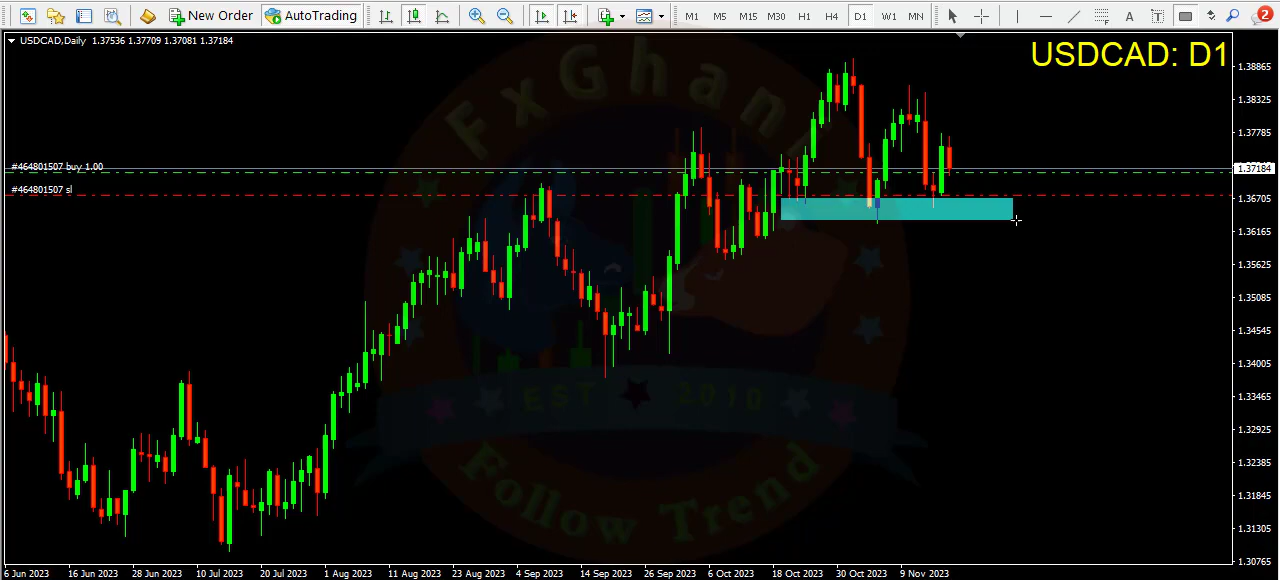 New Order
AutoTrading
M1 M5 M15 M30 H1 H4 D1 W1 MN
A T 2
USDCAD,Daily 1.37536 1.37709 1.37081 1.37184
USDCAD: D1
FxGhani
EST 2020
Follow Trend
#464801507 buy 1.00
#464801507 sl
1.38865
1.38325
1.37785
1.37184
1.36705
1.36165
1.35625
1.35085
1.34545
1.34005
1.33465
1.32925
1.32385
1.31845
1.31305
1.30765
6 Jun 2023 16 Jun 2023 28 Jun 2023 10 Jul 2023 20 Jul 2023 1 Aug 2023 11 Aug 2023 23 Aug 2023 4 Sep 2023 14 Sep 2023 26 Sep 2023 6 Oct 2023 18 Oct 2023 30 Oct 2023 9 Nov 2023